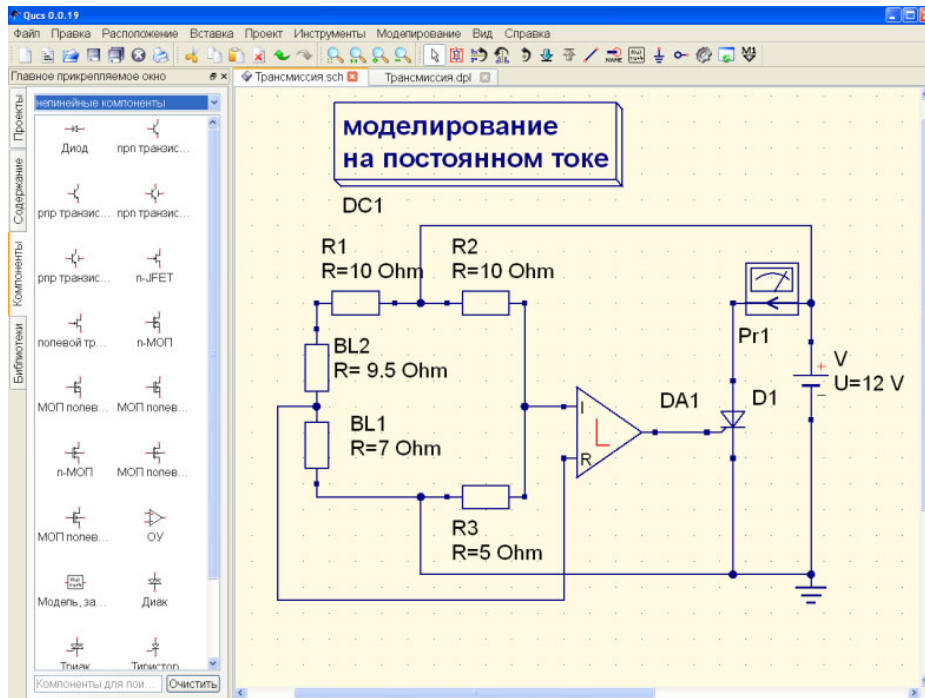 Qucs 0.0.19
Файл Правка Расположение Вставка Проект Инструменты Моделирование Вид Справка
Главное прикрепляемое окно
Трансмиссия.sch
Трансмиссия.dpl
Проекты
Содержание
Компоненты
Библиотеки
нелинейные компоненты
Диод
npn транзис...
pnp транзис...
npn транзис...
pnp транзис...
n-JFET
полевой тр...
n-МОП
МОП полев...
МОП полев...
n-МОП
МОП полев...
МОП полев...
ОУ
Модель, за...
Диак
Триак
Тиристор
Компоненты для пои...
Очистить
моделирование
на постоянном токе
DC1
R1
R=10 Ohm
R2
R=10 Ohm
BL2
R= 9.5 Ohm
BL1
R=7 Ohm
R3
R=5 Ohm
I
L
R
DA1
D1
Pr1
V
U=12 V